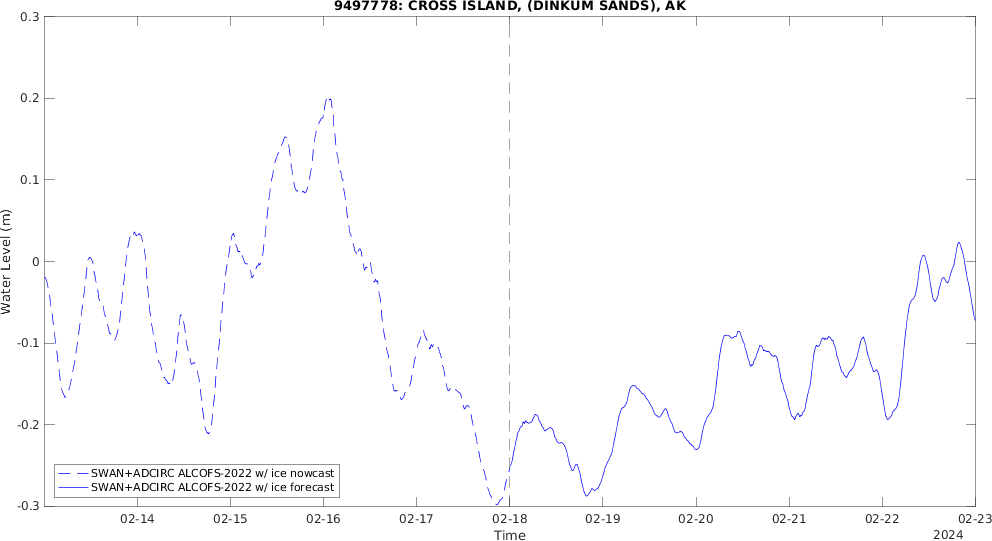 9497778: CROSS ISLAND, (DINKUM SANDS), AK
0.3
0.2
0.1
0
-0.1
-0.2
-0.3
Water Level (m)
SWAN+ADCIRC ALCOFS-2022 w/ ice nowcast
SWAN+ADCIRC ALCOFS-2022 w/ ice forecast
02-14 02-15 02-16 02-17 02-18 02-19 02-20 02-21 02-22 02-23
Time
2024